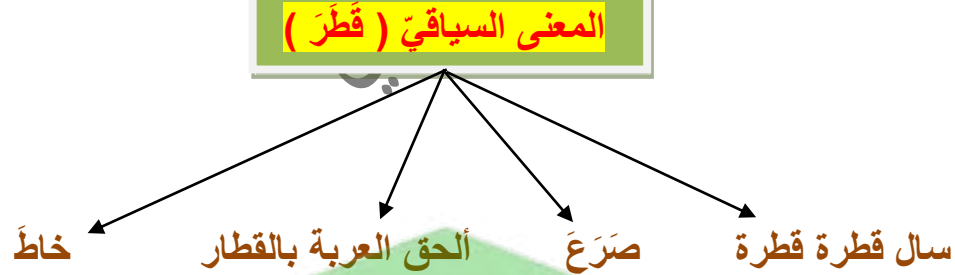 المعنى السياقيّ ( قَطَرَ )
سال قطرة قطرة صَرَعَ ألحق العربة بالقطار خاطَ